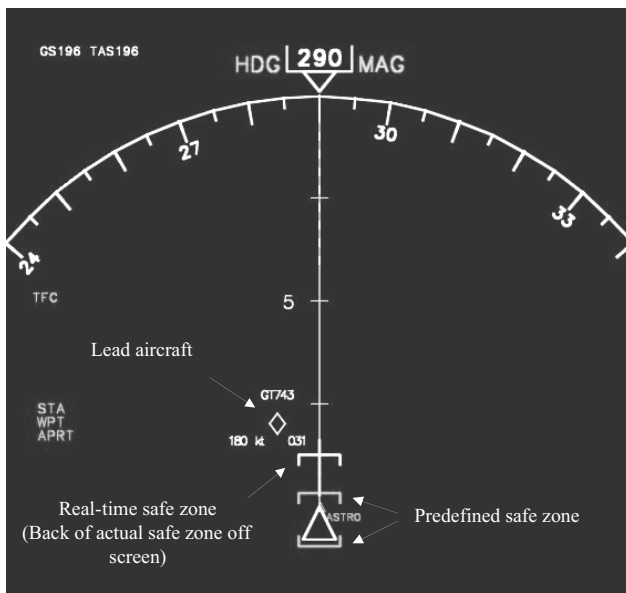 GS196 TAS196
HDG 290 MAG
27
30
24
33
TFC
5
Lead aircraft
GT743
180 kt 031
STA
WPT
APRT
Real-time safe zone
(Back of actual safe zone off
screen)
ASTRO
Predefined safe zone